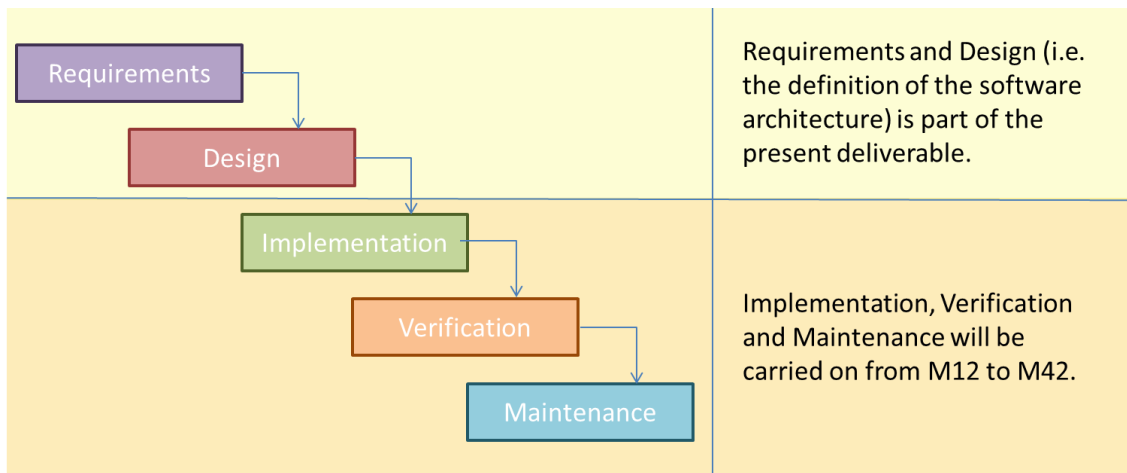 Requirements
Design
Requirements and Design (i.e.
the definition of the software
architecture) is part of the
present deliverable.
Implementation
Verification
Maintenance
Implementation, Verification
and Maintenance will be
carried on from M12 to M42.